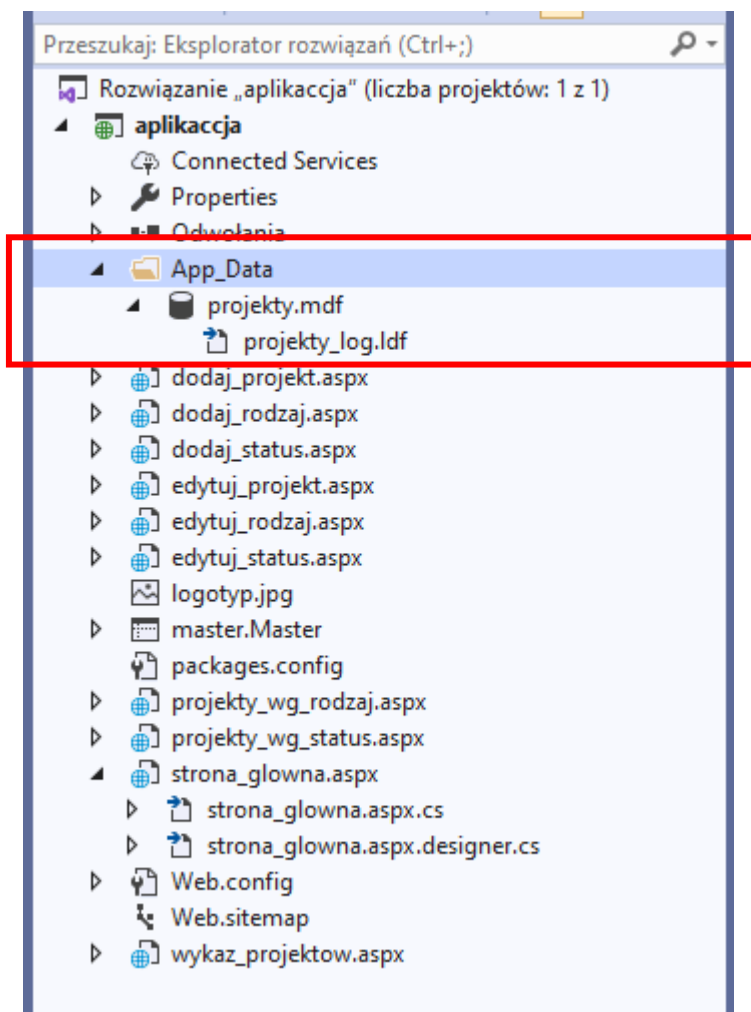 Przeszukaj: Eksplorator rozwiązań (Ctrl+;)
Rozwiązanie „aplikaccja" (liczba projektów: 1 z 1)
aplikaccja
Connected Services
Properties
Odwołania
App_Data
projekty.mdf
projekty_log.ldf
dodaj_projekt.aspx
dodaj_rodzaj.aspx
dodaj_status.aspx
edytuj_projekt.aspx
edytuj_rodzaj.aspx
edytuj_status.aspx
logotyp.jpg
master.Master
packages.config
projekty_wg_rodzaj.aspx
projekty_wg_status.aspx
strona_glowna.aspx
strona_glowna.aspx.cs
strona_glowna.aspx.designer.cs
Web.config
Web.sitemap
wykaz_projektow.aspx